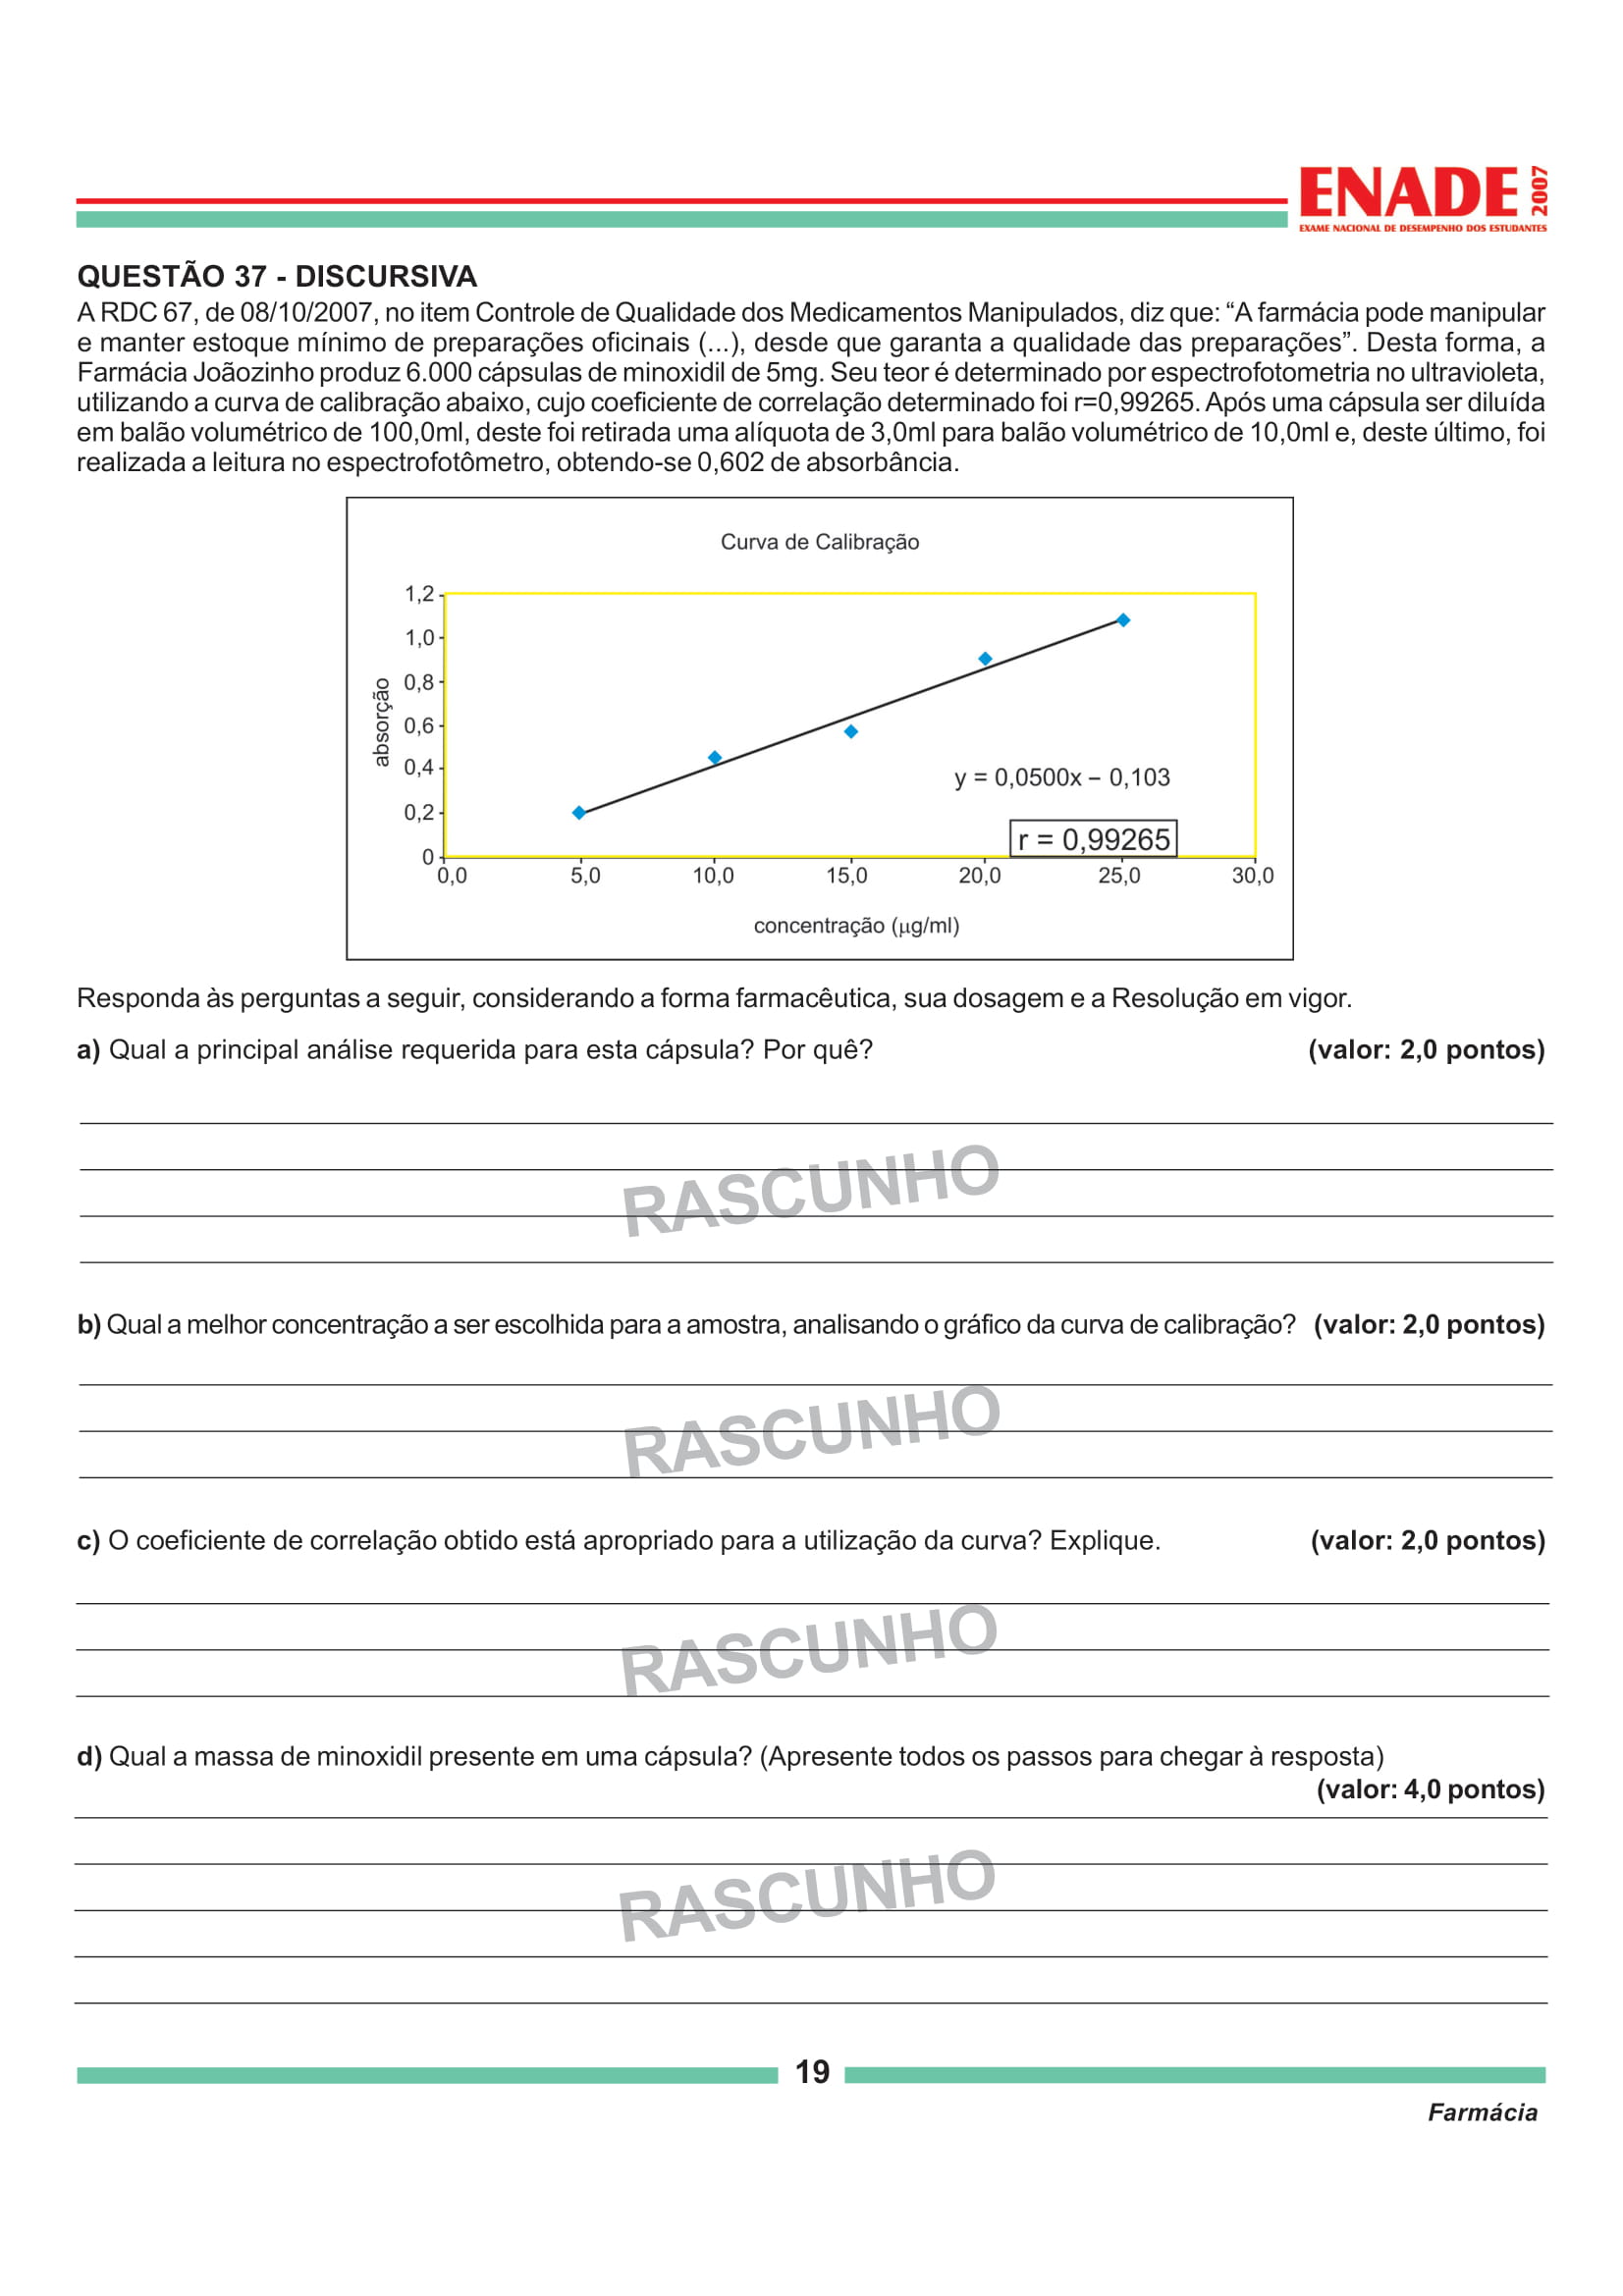 ENADE 2007
EXAME NACIONAL DE DESEMPENHO DOS ESTUDANTES
QUESTÃO 37 - DISCURSIVA
A RDC 67, de 08/10/2007, no item Controle de Qualidade dos Medicamentos Manipulados, diz que: “A farmácia pode manipular
e manter estoque mínimo de preparações oficinais (...), desde que garanta a qualidade das preparações”. Desta forma, a
Farmácia Joãozinho produz 6.000 cápsulas de minoxidil de 5mg. Seu teor é determinado por espectrofotometria no ultravioleta,
utilizando a curva de calibração abaixo, cujo coeficiente de correlação determinado foi r=0,99265. Após uma cápsula ser diluída
em balão volumétrico de 100,0ml, deste foi retirada uma alíquota de 3,0ml para balão volumétrico de 10,0ml e, deste último, foi
realizada a leitura no espectrofotômetro, obtendo-se 0,602 de absorbância.
Curva de Calibração
1,2
1,0
0,8
0,6
0,4
0,2
0
absorção
y = 0,0500x – 0,103
r = 0,99265
0,0 5,0 10,0 15,0 20,0 25,0 30,0
concentração (µg/ml)
Responda às perguntas a seguir, considerando a forma farmacêutica, sua dosagem e a Resolução em vigor.
a) Qual a principal análise requerida para esta cápsula? Por quê? (valor: 2,0 pontos)
RASCUNHO
b) Qual a melhor concentração a ser escolhida para a amostra, analisando o gráfico da curva de calibração? (valor: 2,0 pontos)
RASCUNHO
c) O coeficiente de correlação obtido está apropriado para a utilização da curva? Explique. (valor: 2,0 pontos)
RASCUNHO
d) Qual a massa de minoxidil presente em uma cápsula? (Apresente todos os passos para chegar à resposta)
(valor: 4,0 pontos)
RASCUNHO
19
Farmácia